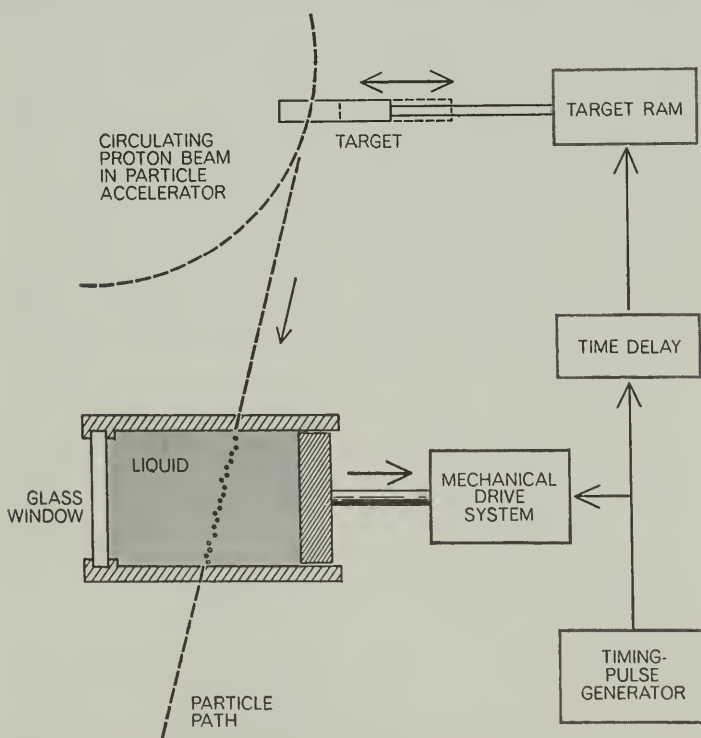 CIRCULATING
PROTON BEAM
IN PARTICLE
ACCELERATOR
TARGET
TARGET RAM
TIME DELAY
LIQUID
GLASS
WINDOW
MECHANICAL
DRIVE
SYSTEM
TIMING-
PULSE
GENERATOR
PARTICLE
PATH